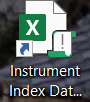 X
Instrument
Index Dat...